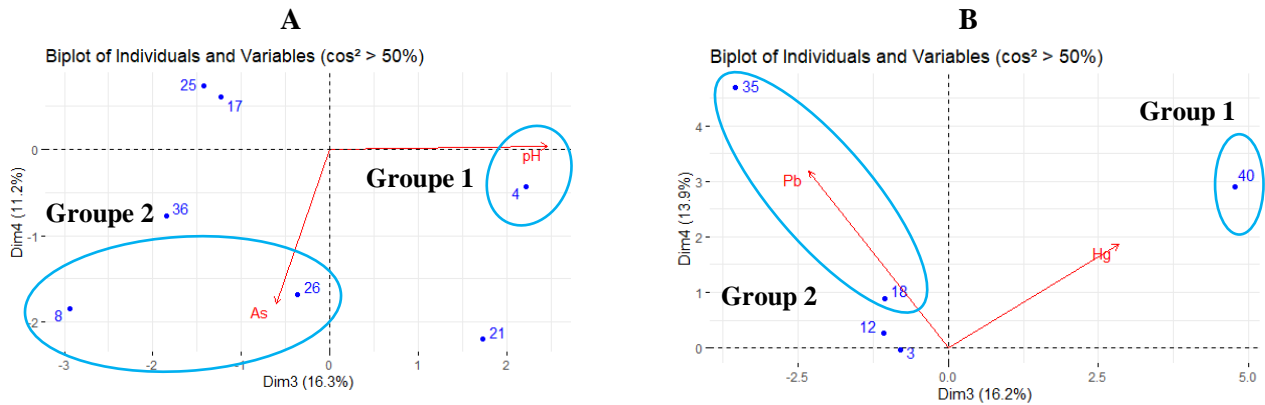 A
Biplot of Individuals and Variables (cos² > 50%)
25
17
0
pH
Groupe 1
4
Groupe 2
36
-1
26
As
8
-2
21
-3
-2
-1
0
1
2
Dim3 (16.3%)
Dim4 (11.2%)
B
Biplot of Individuals and Variables (cos² > 50%)
35
Group 1
4
40
Pb
3
2
Hg
Group 2
18
1
12
3
0
-2.5
0.0
2.5
5.0
Dim3 (16.2%)
Dim4 (13.9%)